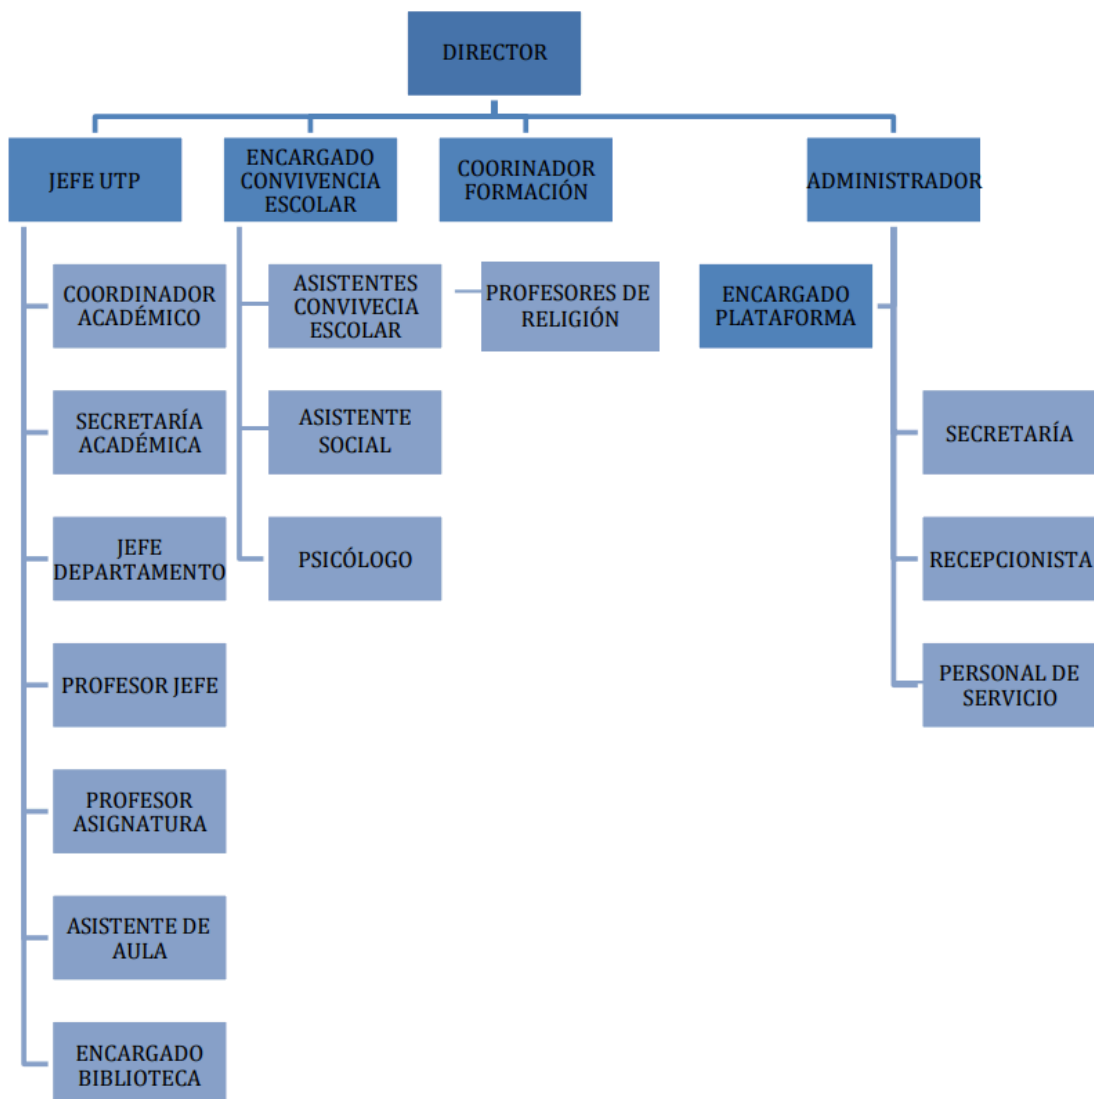 DIRECTOR
JEFE UTP
ENCARGADO
CONVIVENCIA
ESCOLAR
COORINADOR
FORMACIÓN
ADMINISTRADOR
COORDINADOR
ACADÉMICO
ASISTENTES
CONVIVECIA
ESCOLAR
PROFESORES DE
RELIGIÓN
ENCARGADO
PLATAFORMA
SECRETARÍA
ACADÉMICA
ASISTENTE
SOCIAL
SECRETARÍA
JEFE
DEPARTAMENTO
PSICÓLOGO
RECEPCIONISTA
PROFESOR JEFE
PERSONAL DE
SERVICIO
PROFESOR
ASIGNATURA
ASISTENTE DE
AULA
ENCARGADO
BIBLIOTECA